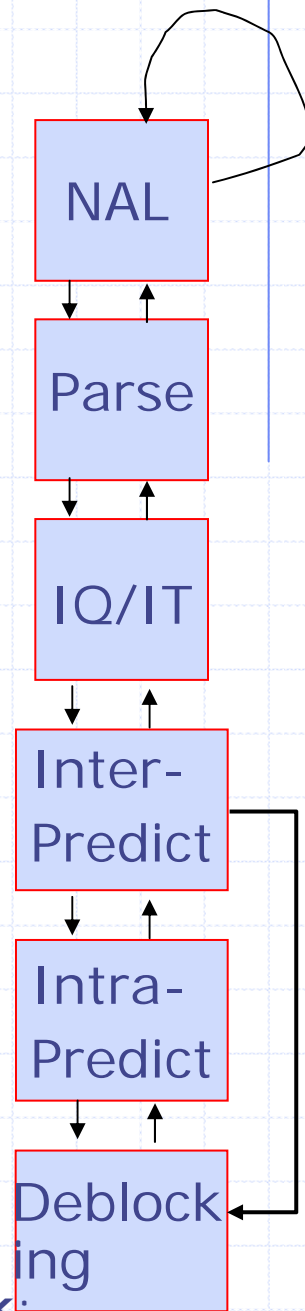 NAL
Parse
IQ/IT
Inter-
Predict
Intra-
Predict
Deblock
ing